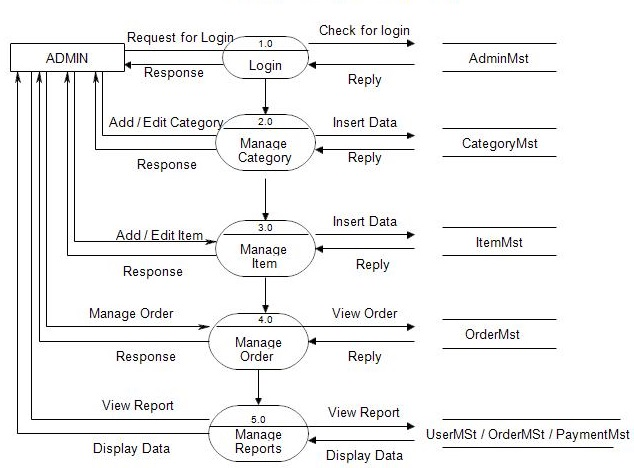 Request for Login
1.0
Check for login
ADMIN
Login
AdminMst
Response
Reply
Add / Edit Category
2.0
Insert Data
Manage
Category
CategoryMst
Response
Reply
Add / Edit Item
3.0
Insert Data
Manage
Item
ItemMst
Response
Reply
Manage Order
4.0
View Order
Manage
Order
OrderMst
Response
Reply
View Report
5.0
View Report
Manage
Reports
UserMSt / OrderMSt / PaymentMst
Display Data
Display Data